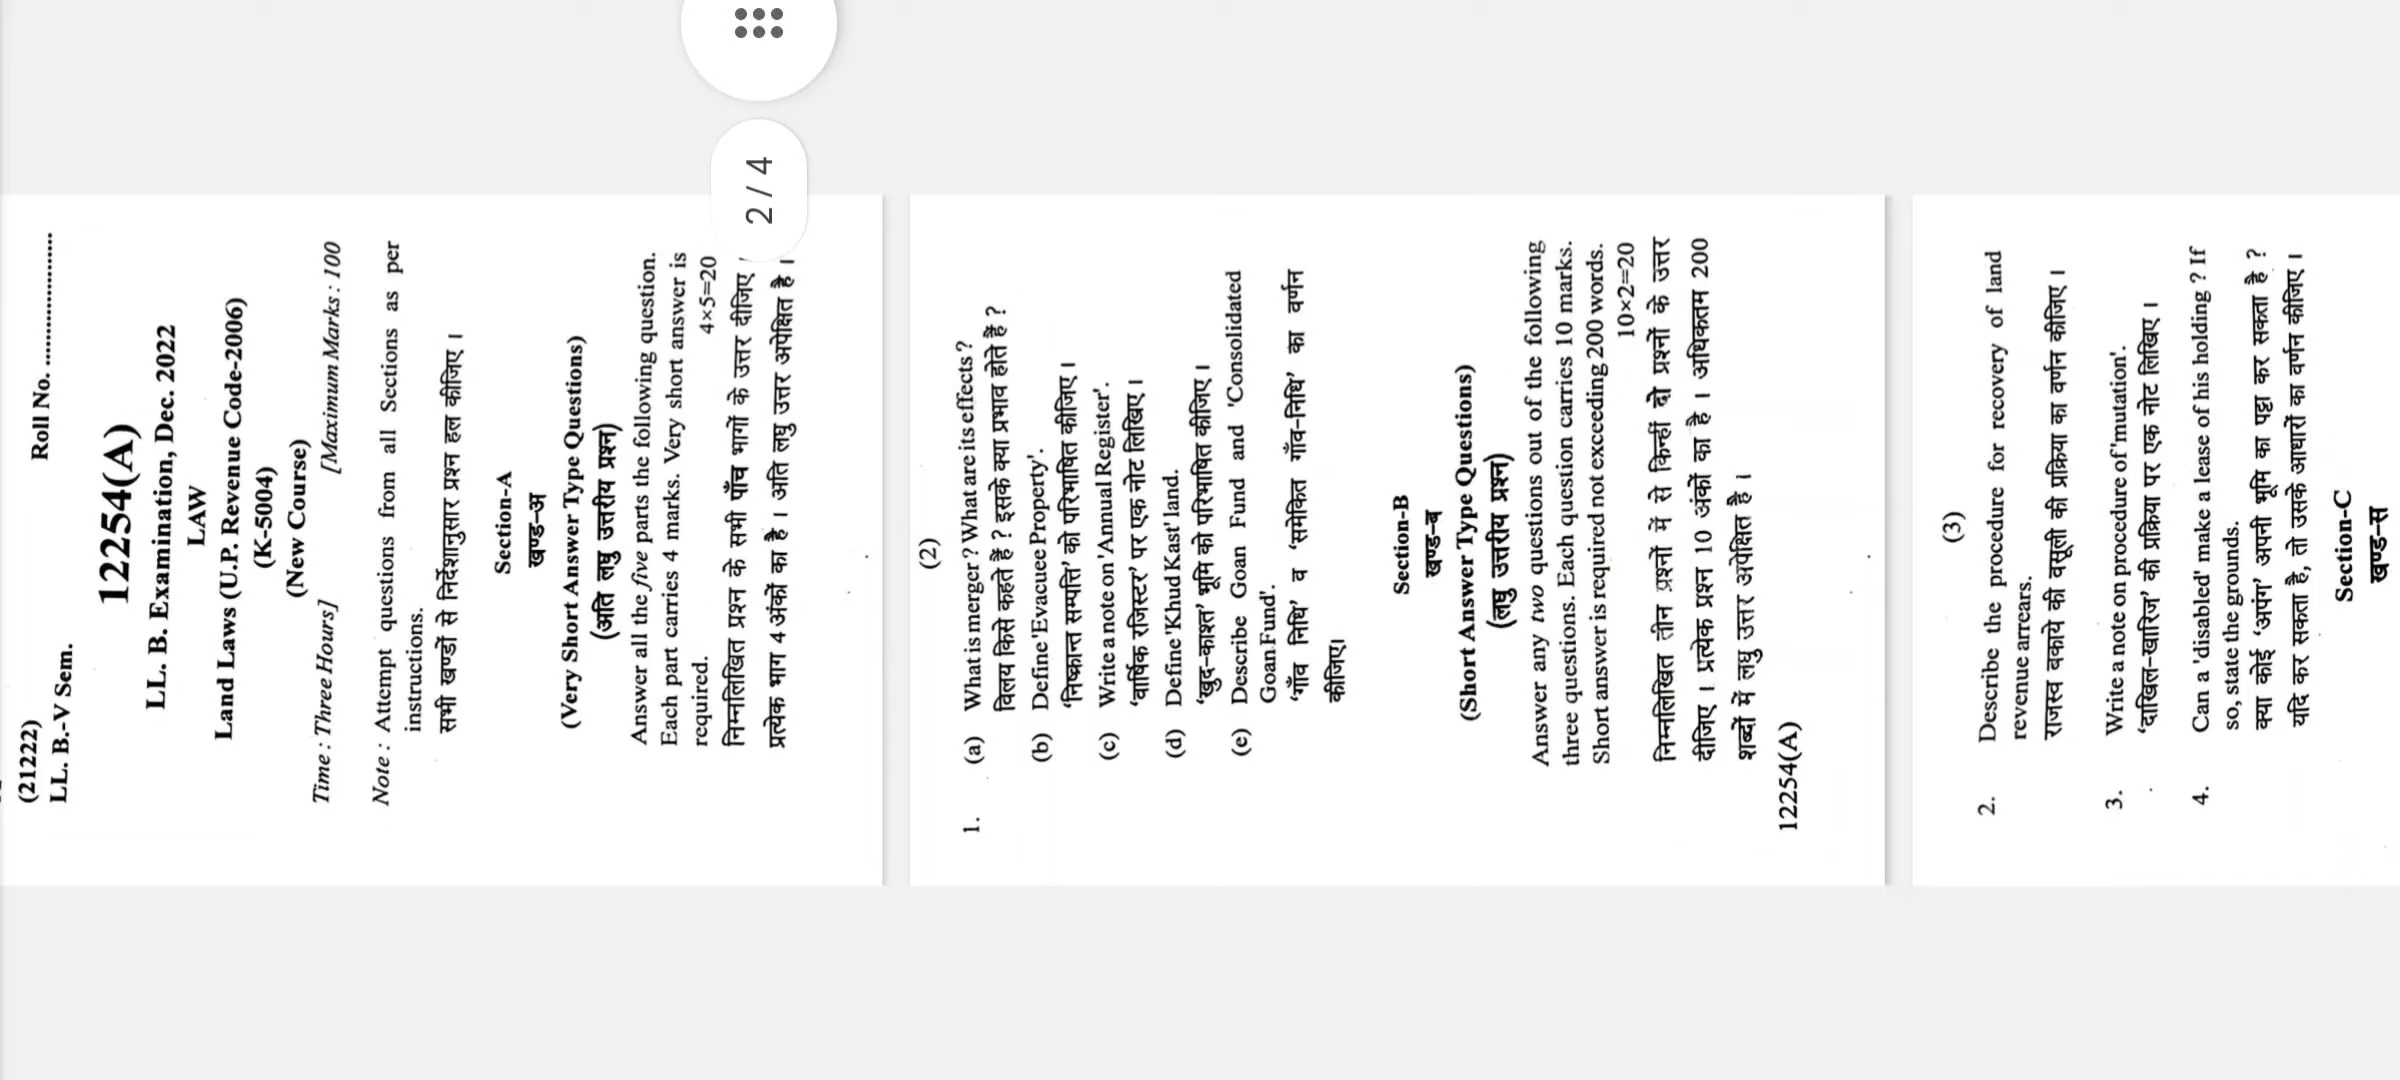 (21222)
Roll No. ........................
LL. B.-V Sem.
12254(A)
LL. B. Examination, Dec. 2022
LAW
Land Laws (U.P. Revenue Code-2006)
(K-5004)
(New Course)
Time : Three Hours] [Maximum Marks : 100
Note : Attempt questions from all Sections as per
instructions.
सभी खण्डों से निर्देशानुसार प्रश्न हल कीजिए ।
Section-A
खण्ड-अ
(Very Short Answer Type Questions)
(अति लघु उत्तरीय प्रश्न)
Answer all the five parts the following question.
Each part carries 4 marks. Very short answer is
required. 4×5=20
निम्नलिखित प्रश्न के सभी पाँच भागों के उत्तर दीजिए ।
प्रत्येक भाग 4 अंकों का है । अति लघु उत्तर अपेक्षित है ।
2 / 4
(2)
1. (a) What is merger ? What are its effects ?
विलय किसे कहते हैं ? इसके क्या प्रभाव होते हैं ?
(b) Define 'Evacuee Property'.
'निष्क्रान्त सम्पत्ति' को परिभाषित कीजिए ।
(c) Write a note on 'Annual Register'.
'वार्षिक रजिस्टर' पर एक नोट लिखिए ।
(d) Define 'Khud Kast' land.
'खुद-काश्त' भूमि को परिभाषित कीजिए ।
(e) Describe Goan Fund and 'Consolidated
Goan Fund'.
'गाँव निधि' व 'समेकित गाँव-निधि' का वर्णन
कीजिए।
Section-B
खण्ड-ब
(Short Answer Type Questions)
(लघु उत्तरीय प्रश्न)
Answer any two questions out of the following
three questions. Each question carries 10 marks.
Short answer is required not exceeding 200 words.
10×2=20
निम्नलिखित तीन प्रश्नों में से किन्हीं दो प्रश्नों के उत्तर
दीजिए । प्रत्येक प्रश्न 10 अंकों का है । अधिकतम 200
शब्दों में लघु उत्तर अपेक्षित है ।
12254(A)
(3)
2. Describe the procedure for recovery of land
revenue arrears.
राजस्व बकाये की वसूली की प्रक्रिया का वर्णन कीजिए ।
3. Write a note on procedure of 'mutation'.
'दाखिल-खारिज' की प्रक्रिया पर एक नोट लिखिए ।
4. Can a 'disabled' make a lease of his holding ? If
so, state the grounds.
क्या कोई 'अपंग' अपनी भूमि का पट्टा कर सकता है ?
यदि कर सकता है, तो उसके आधारों का वर्णन कीजिए ।
Section-C
खण्ड-स